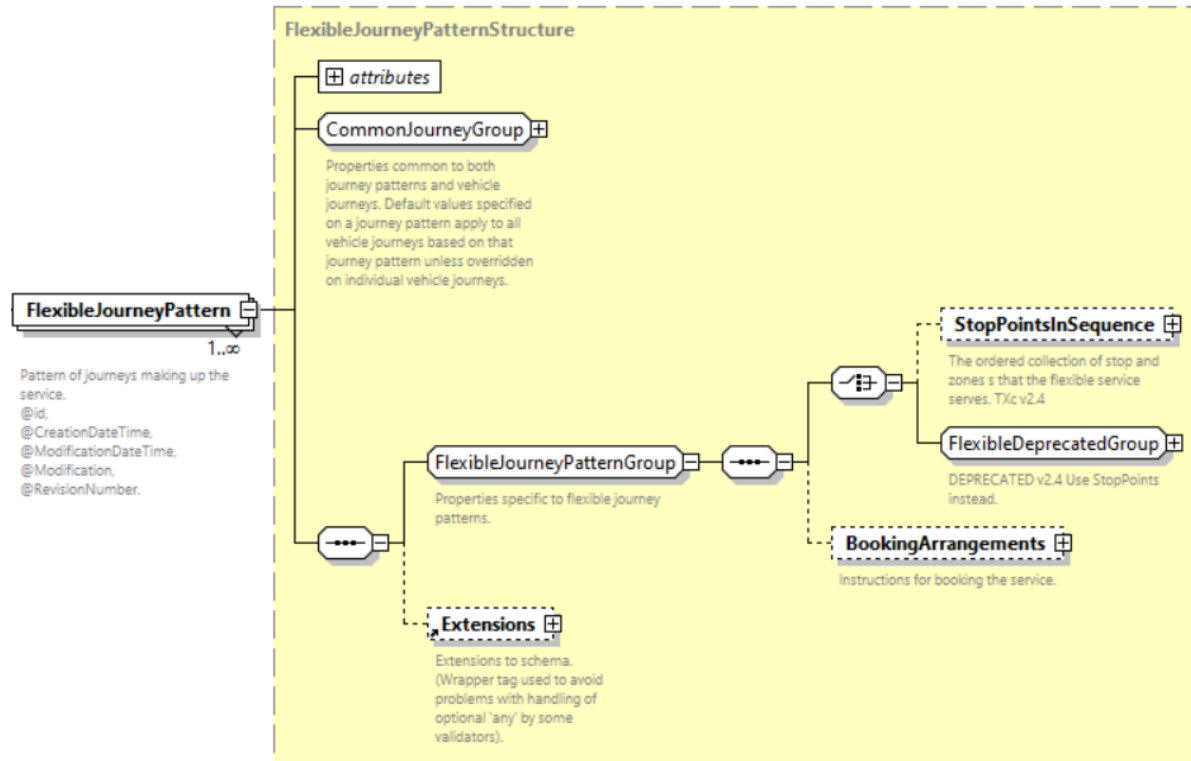 FlexibleJourneyPatternStructure
attributes
CommonJourneyGroup
Properties common to both
journey patterns and vehicle
journeys. Default values specified
on a journey pattern apply to all
vehicle journeys based on that
journey pattern unless overridden
on individual vehicle journeys.
FlexibleJourneyPattern
1..∞
Pattern of journeys making up the
service.
@id,
@CreationDateTime,
@ModificationDateTime,
@Modification,
@RevisionNumber.
FlexibleJourneyPatternGroup
Properties specific to flexible journey
patterns.
StopPointsInSequence
The ordered collection of stop and
zones s that the flexible service
serves. TXc v2.4
FlexibleDeprecatedGroup
DEPRECATED v2.4 Use StopPoints
instead.
BookingArrangements
Instructions for booking the service.
Extensions
Extensions to schema.
(Wrapper tag used to avoid
problems with handling of
optional 'any' by some
validators).